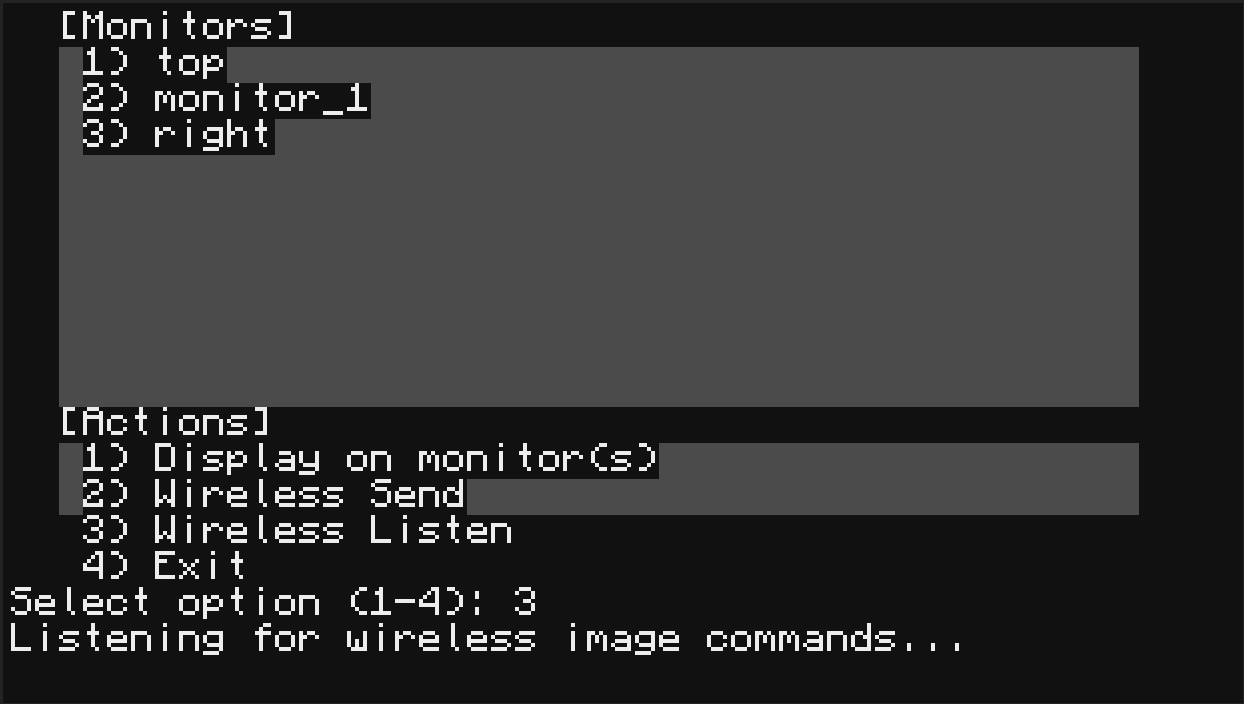 [Monitors]
1) top
2) monitor_1
3) right
[Actions]
1) Display on monitor(s)
2) Wireless Send
3) Wireless Listen
4) Exit
Select option (1-4): 3
Listening for wireless image commands...